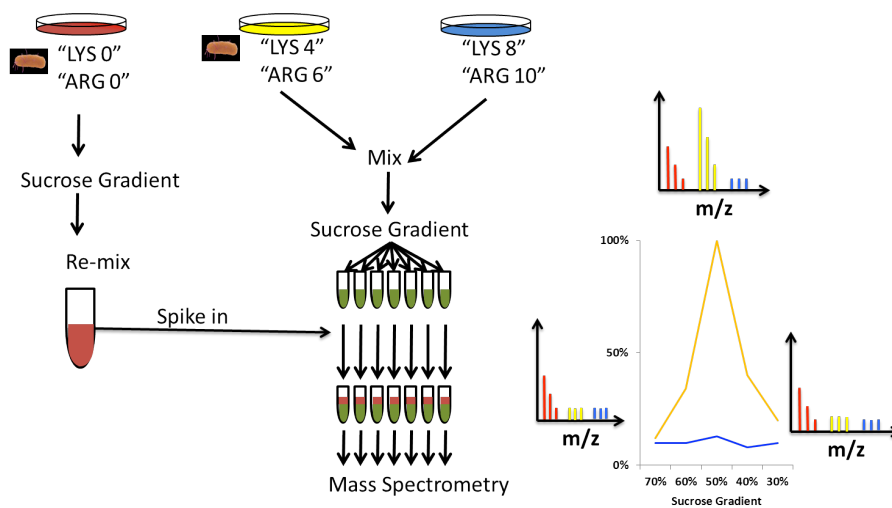 “LYS 0”
“ARG 0”
“LYS 4”
“ARG 6”
“LYS 8”
“ARG 10”
Mix
Sucrose Gradient
Sucrose Gradient
Re-mix
Spike in
Mass Spectrometry
m/z
m/z
m/z
100%
50%
0%
70% 60% 50% 40% 30%
Sucrose Gradient